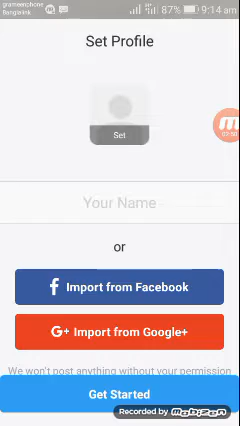 grameenphone
Banglalink
87% 9:14 am
Set Profile
Set
Your Name
or
f Import from Facebook
G+ Import from Google+
We won't post anything without your permission
Get Started
Recorded by mobizen